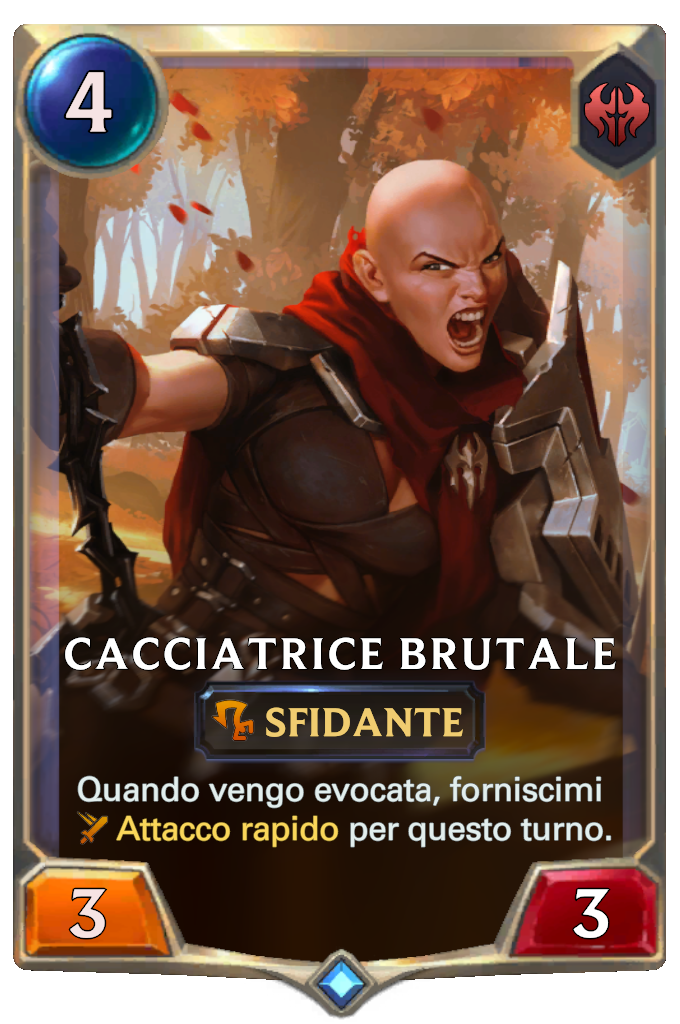 4
CACCIATRICE BRUTALE
SFIDANTE
Quando vengo evocata, forniscimi
Attacco rapido per questo turno.
3
3